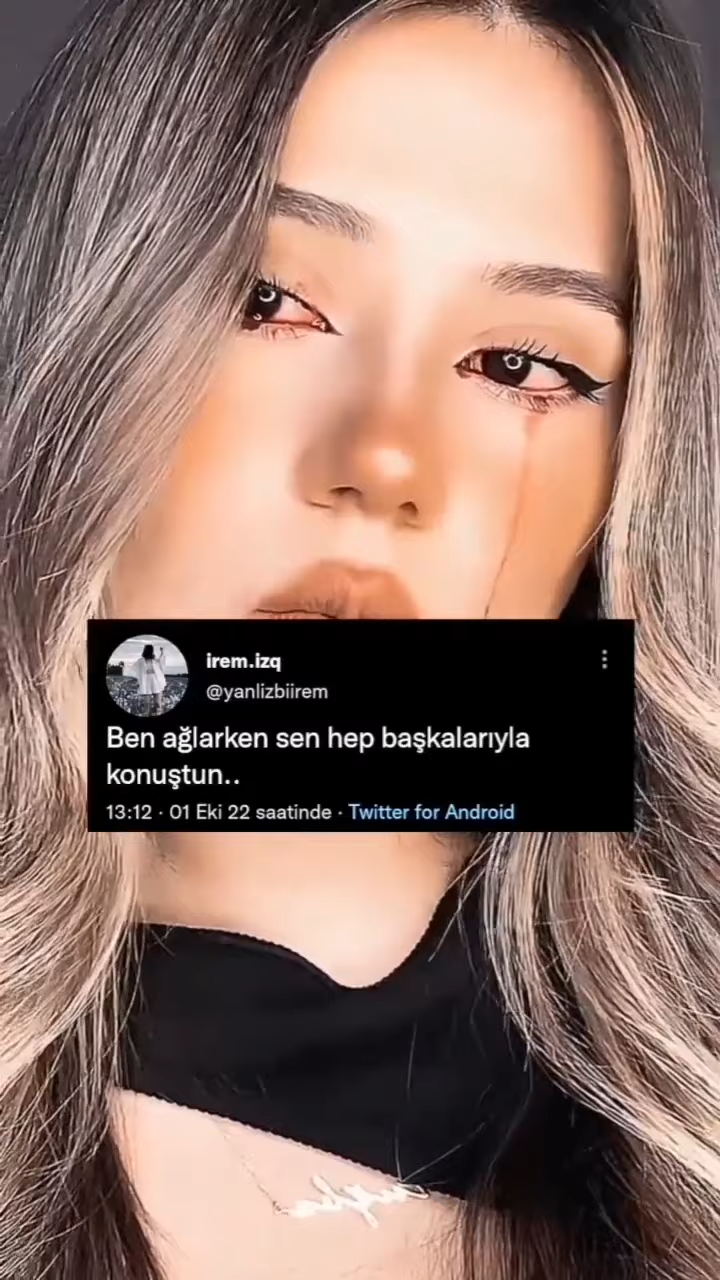 irem.izq
@yanlizbiirem
Ben ağlarken sen hep başkalarıyla
konuştun..
13:12 · 01 Eki 22 saatinde · Twitter for Android